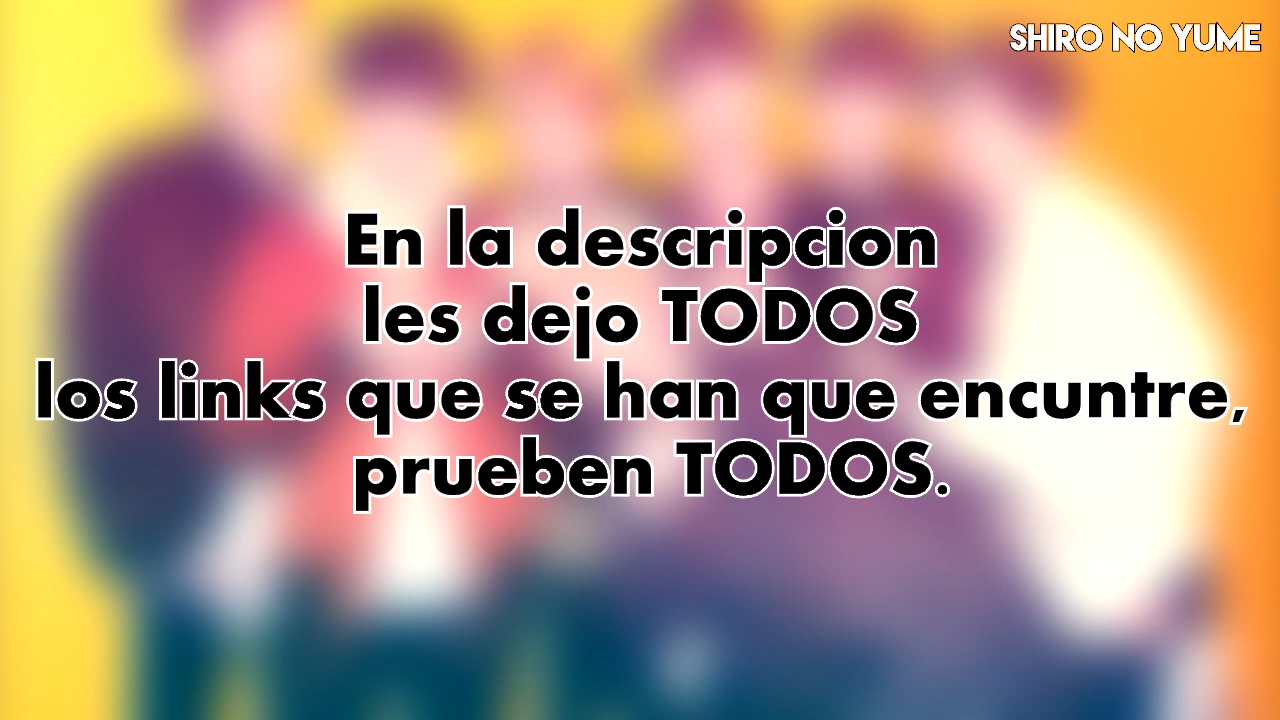 SHIRO NO YUME
En la descripcion
les dejo TODOS
los links que se han que encuntre,
prueben TODOS.